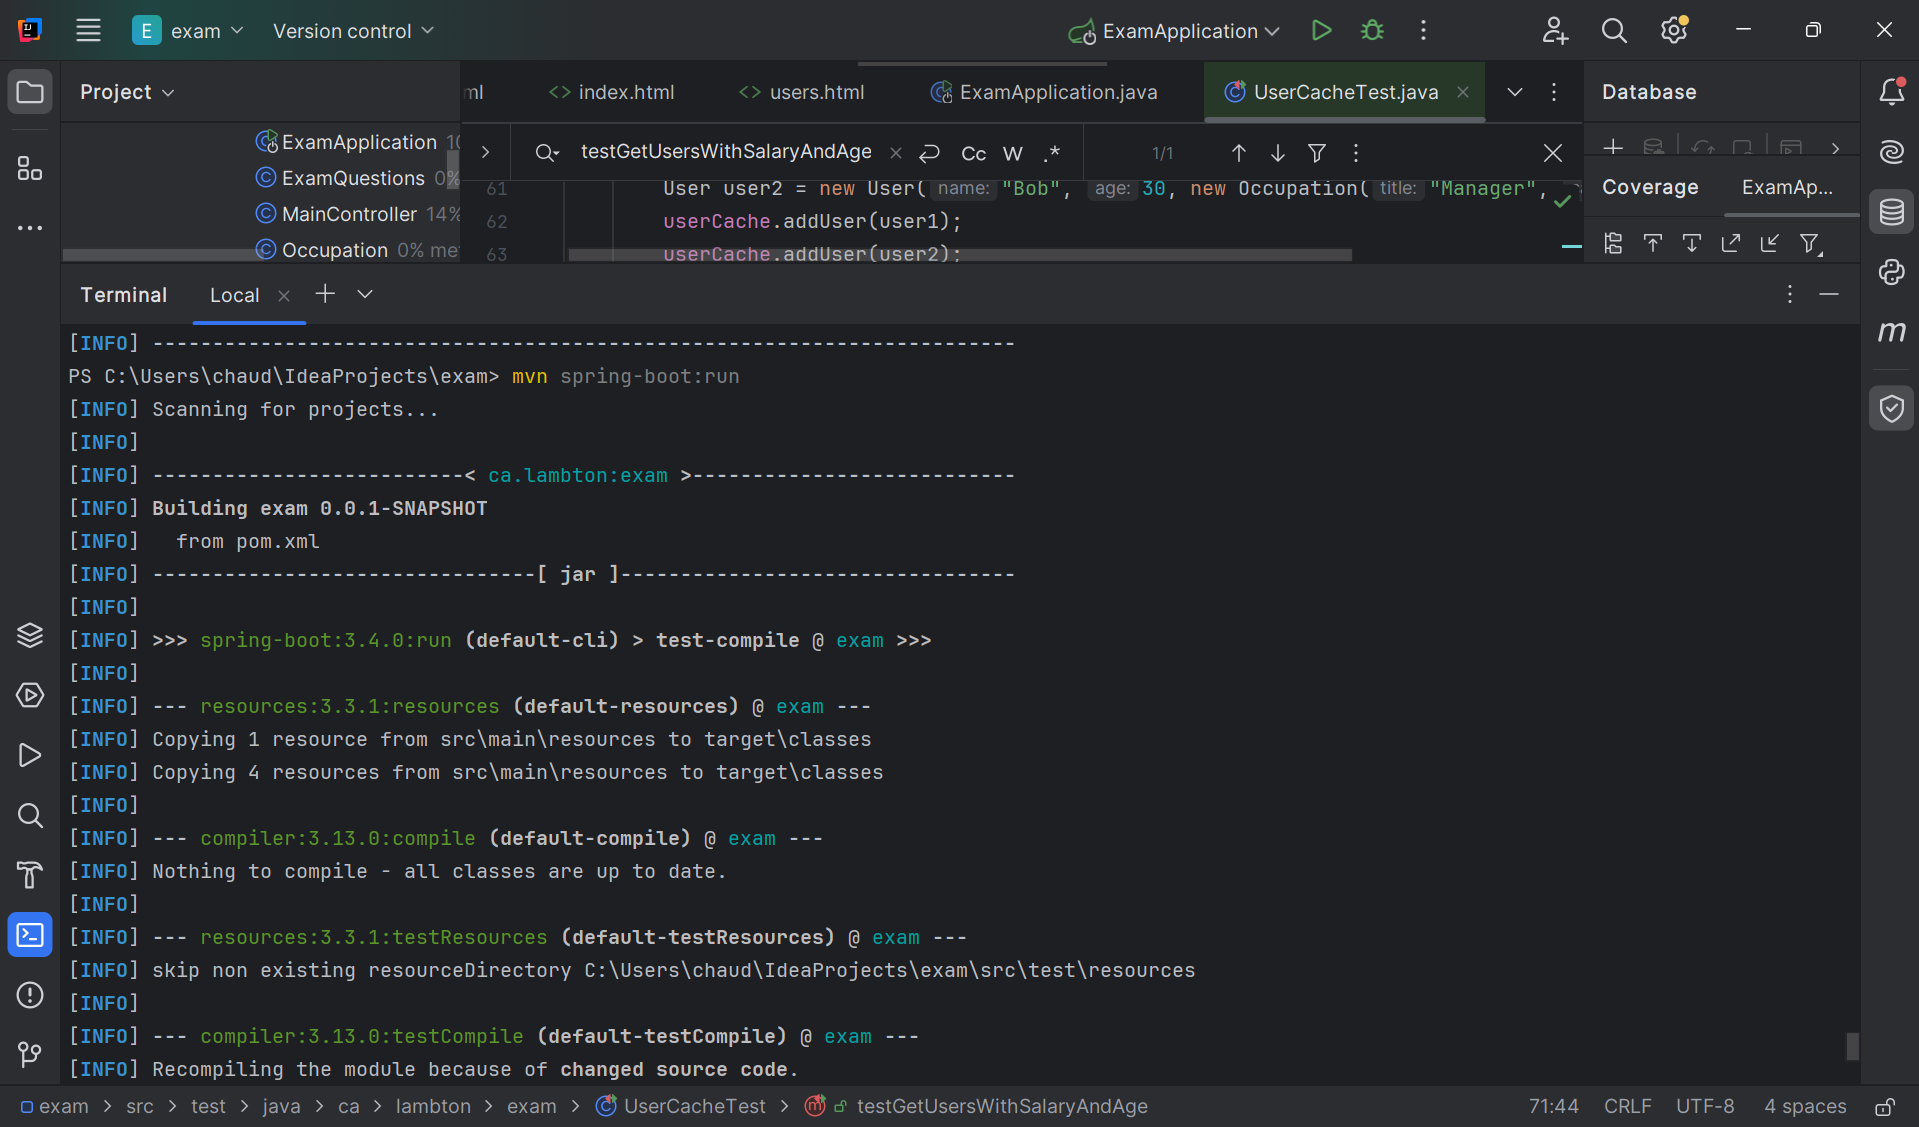 E exam Version control ExamApplication
Project
ml index.html users.html ExamApplication.java UserCacheTest.java
Database
ExamApplication
ExamQuestions 0%
MainController 14%
Occupation 0%
testGetUsersWithSalaryAndAge Cc W .* 1/1
61 User user2 = new User( name: "Bob", age: 30, new Occupation( title: "Manager",
62 userCache.addUser(user1);
63 userCache.addUser(user2);
Coverage ExamAp...
Terminal Local
[INFO] ------------------------------------------------------------------------
PS C:\Users\chaud\IdeaProjects\exam> mvn spring-boot:run
[INFO] Scanning for projects...
[INFO]
[INFO] --------------------------< ca.lambton:exam >---------------------------
[INFO] Building exam 0.0.1-SNAPSHOT
[INFO]   from pom.xml
[INFO] --------------------------------[ jar ]---------------------------------
[INFO]
[INFO] >>> spring-boot:3.4.0:run (default-cli) > test-compile @ exam >>>
[INFO]
[INFO] --- resources:3.3.1:resources (default-resources) @ exam ---
[INFO] Copying 1 resource from src\main\resources to target\classes
[INFO] Copying 4 resources from src\main\resources to target\classes
[INFO]
[INFO] --- compiler:3.13.0:compile (default-compile) @ exam ---
[INFO] Nothing to compile - all classes are up to date.
[INFO]
[INFO] --- resources:3.3.1:testResources (default-testResources) @ exam ---
[INFO] skip non existing resourceDirectory C:\Users\chaud\IdeaProjects\exam\src\test\resources
[INFO]
[INFO] --- compiler:3.13.0:testCompile (default-testCompile) @ exam ---
[INFO] Recompiling the module because of changed source code.
exam > src > test > java > ca > lambton > exam > UserCacheTest > testGetUsersWithSalaryAndAge 71:44 CRLF UTF-8 4 spaces